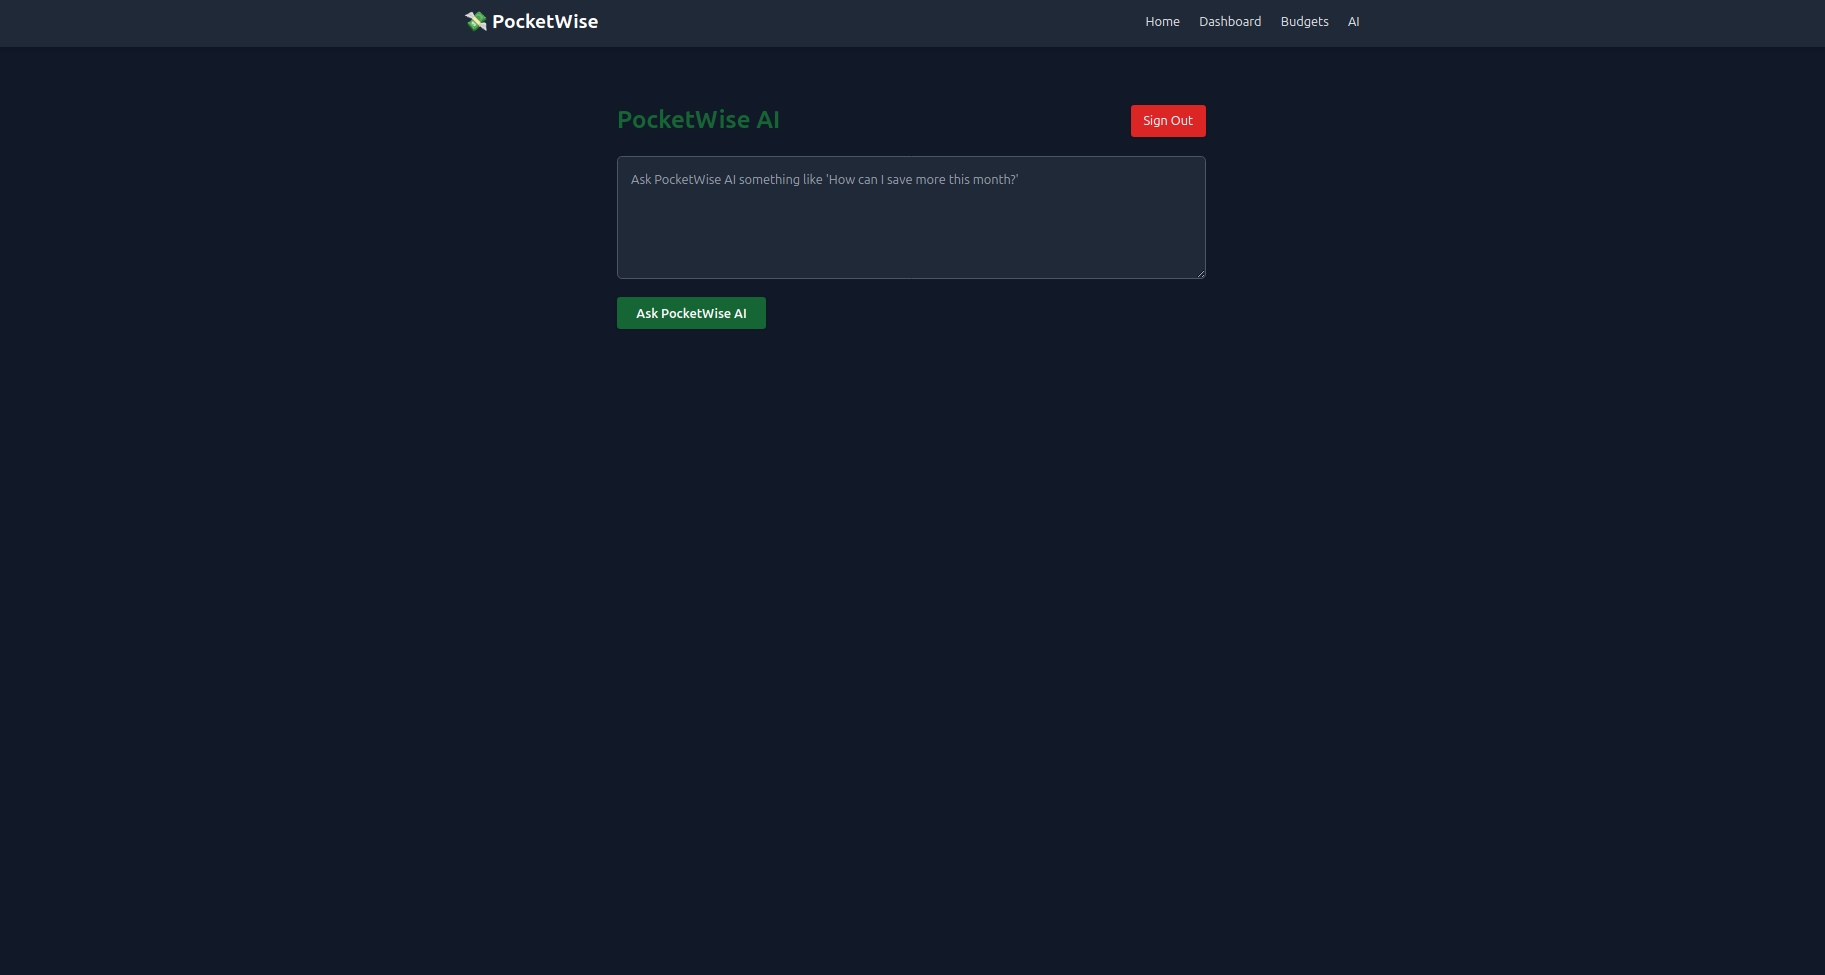 💸 PocketWise
Home Dashboard Budgets AI
PocketWise AI
Sign Out
Ask PocketWise AI something like 'How can I save more this month?'
Ask PocketWise AI